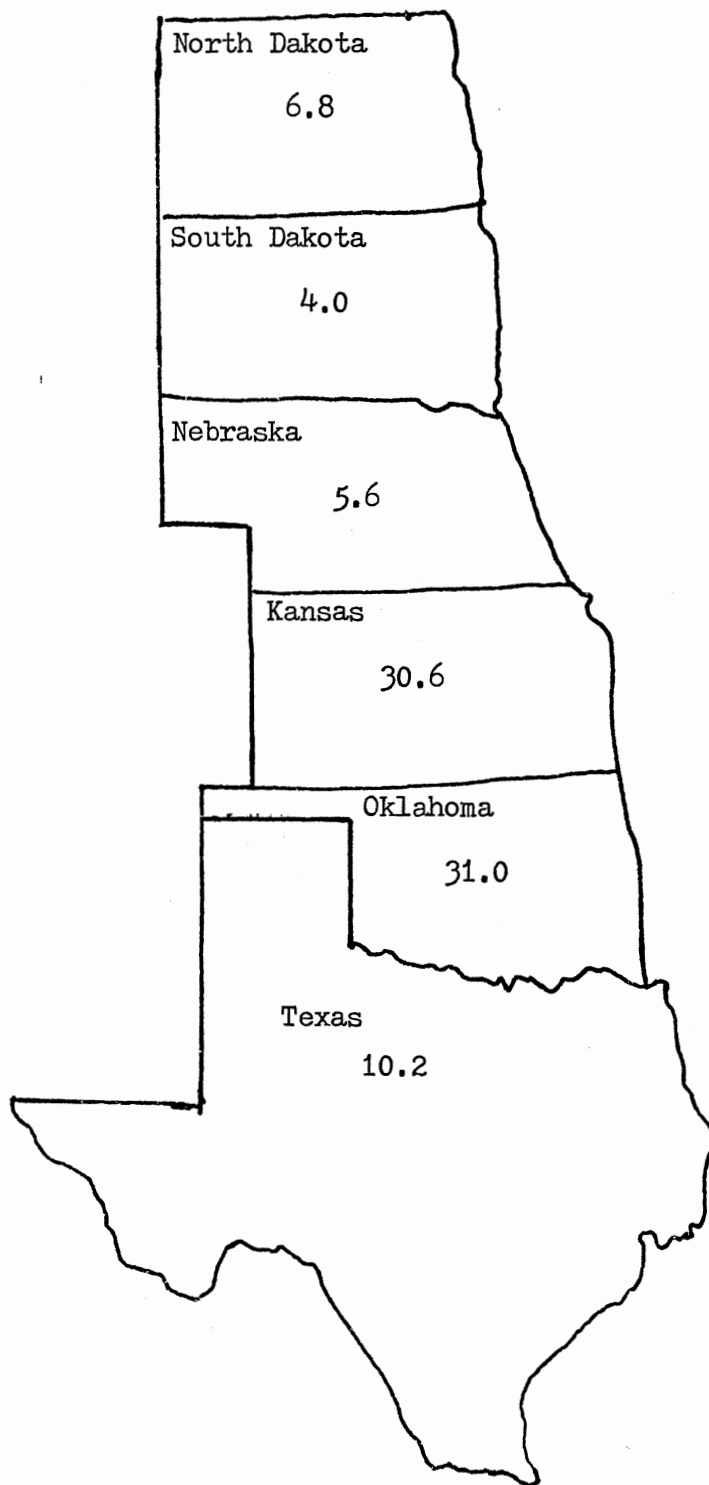 North Dakota
6.8
South Dakota
4.0
Nebraska
5.6
Kansas
30.6
Oklahoma
31.0
Texas
10.2